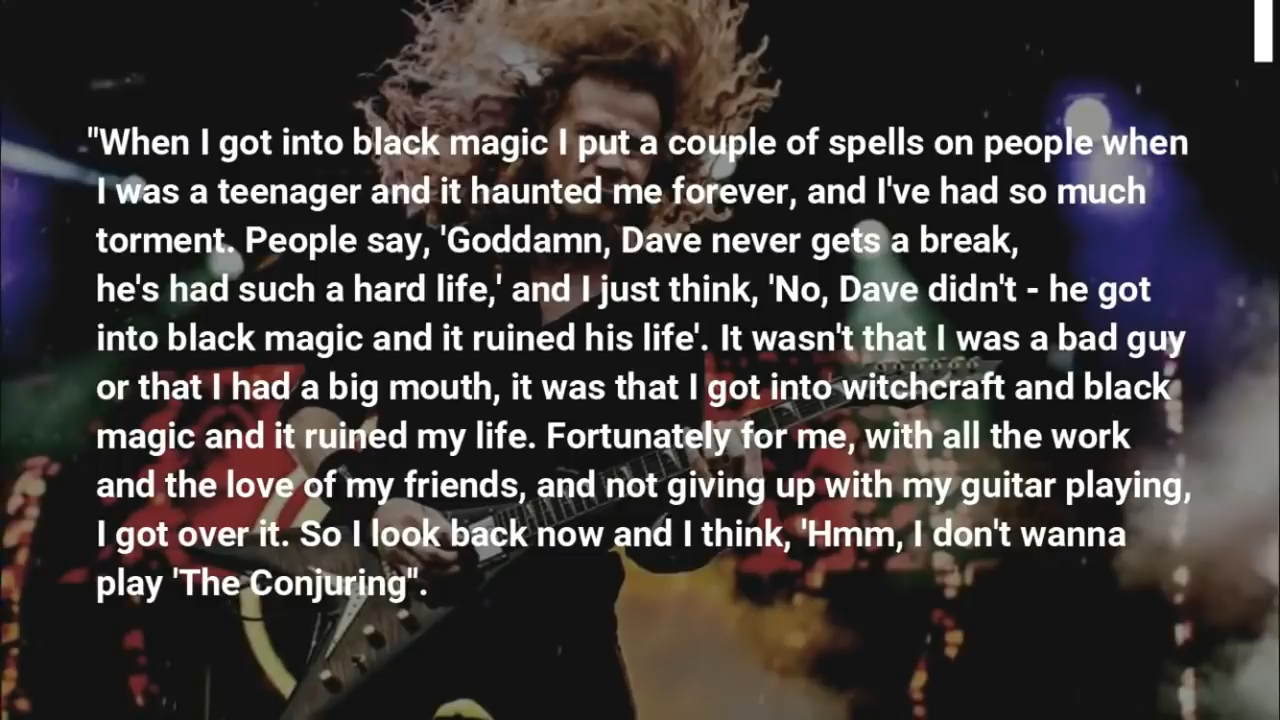 "When I got into black magic I put a couple of spells on people when
I was a teenager and it haunted me forever, and I've had so much
torment. People say, 'Goddamn, Dave never gets a break,
he's had such a hard life,' and I just think, 'No, Dave didn't - he got
into black magic and it ruined his life'. It wasn't that I was a bad guy
or that I had a big mouth, it was that I got into witchcraft and black
magic and it ruined my life. Fortunately for me, with all the work
and the love of my friends, and not giving up with my guitar playing,
I got over it. So I look back now and I think, 'Hmm, I don't wanna
play 'The Conjuring".